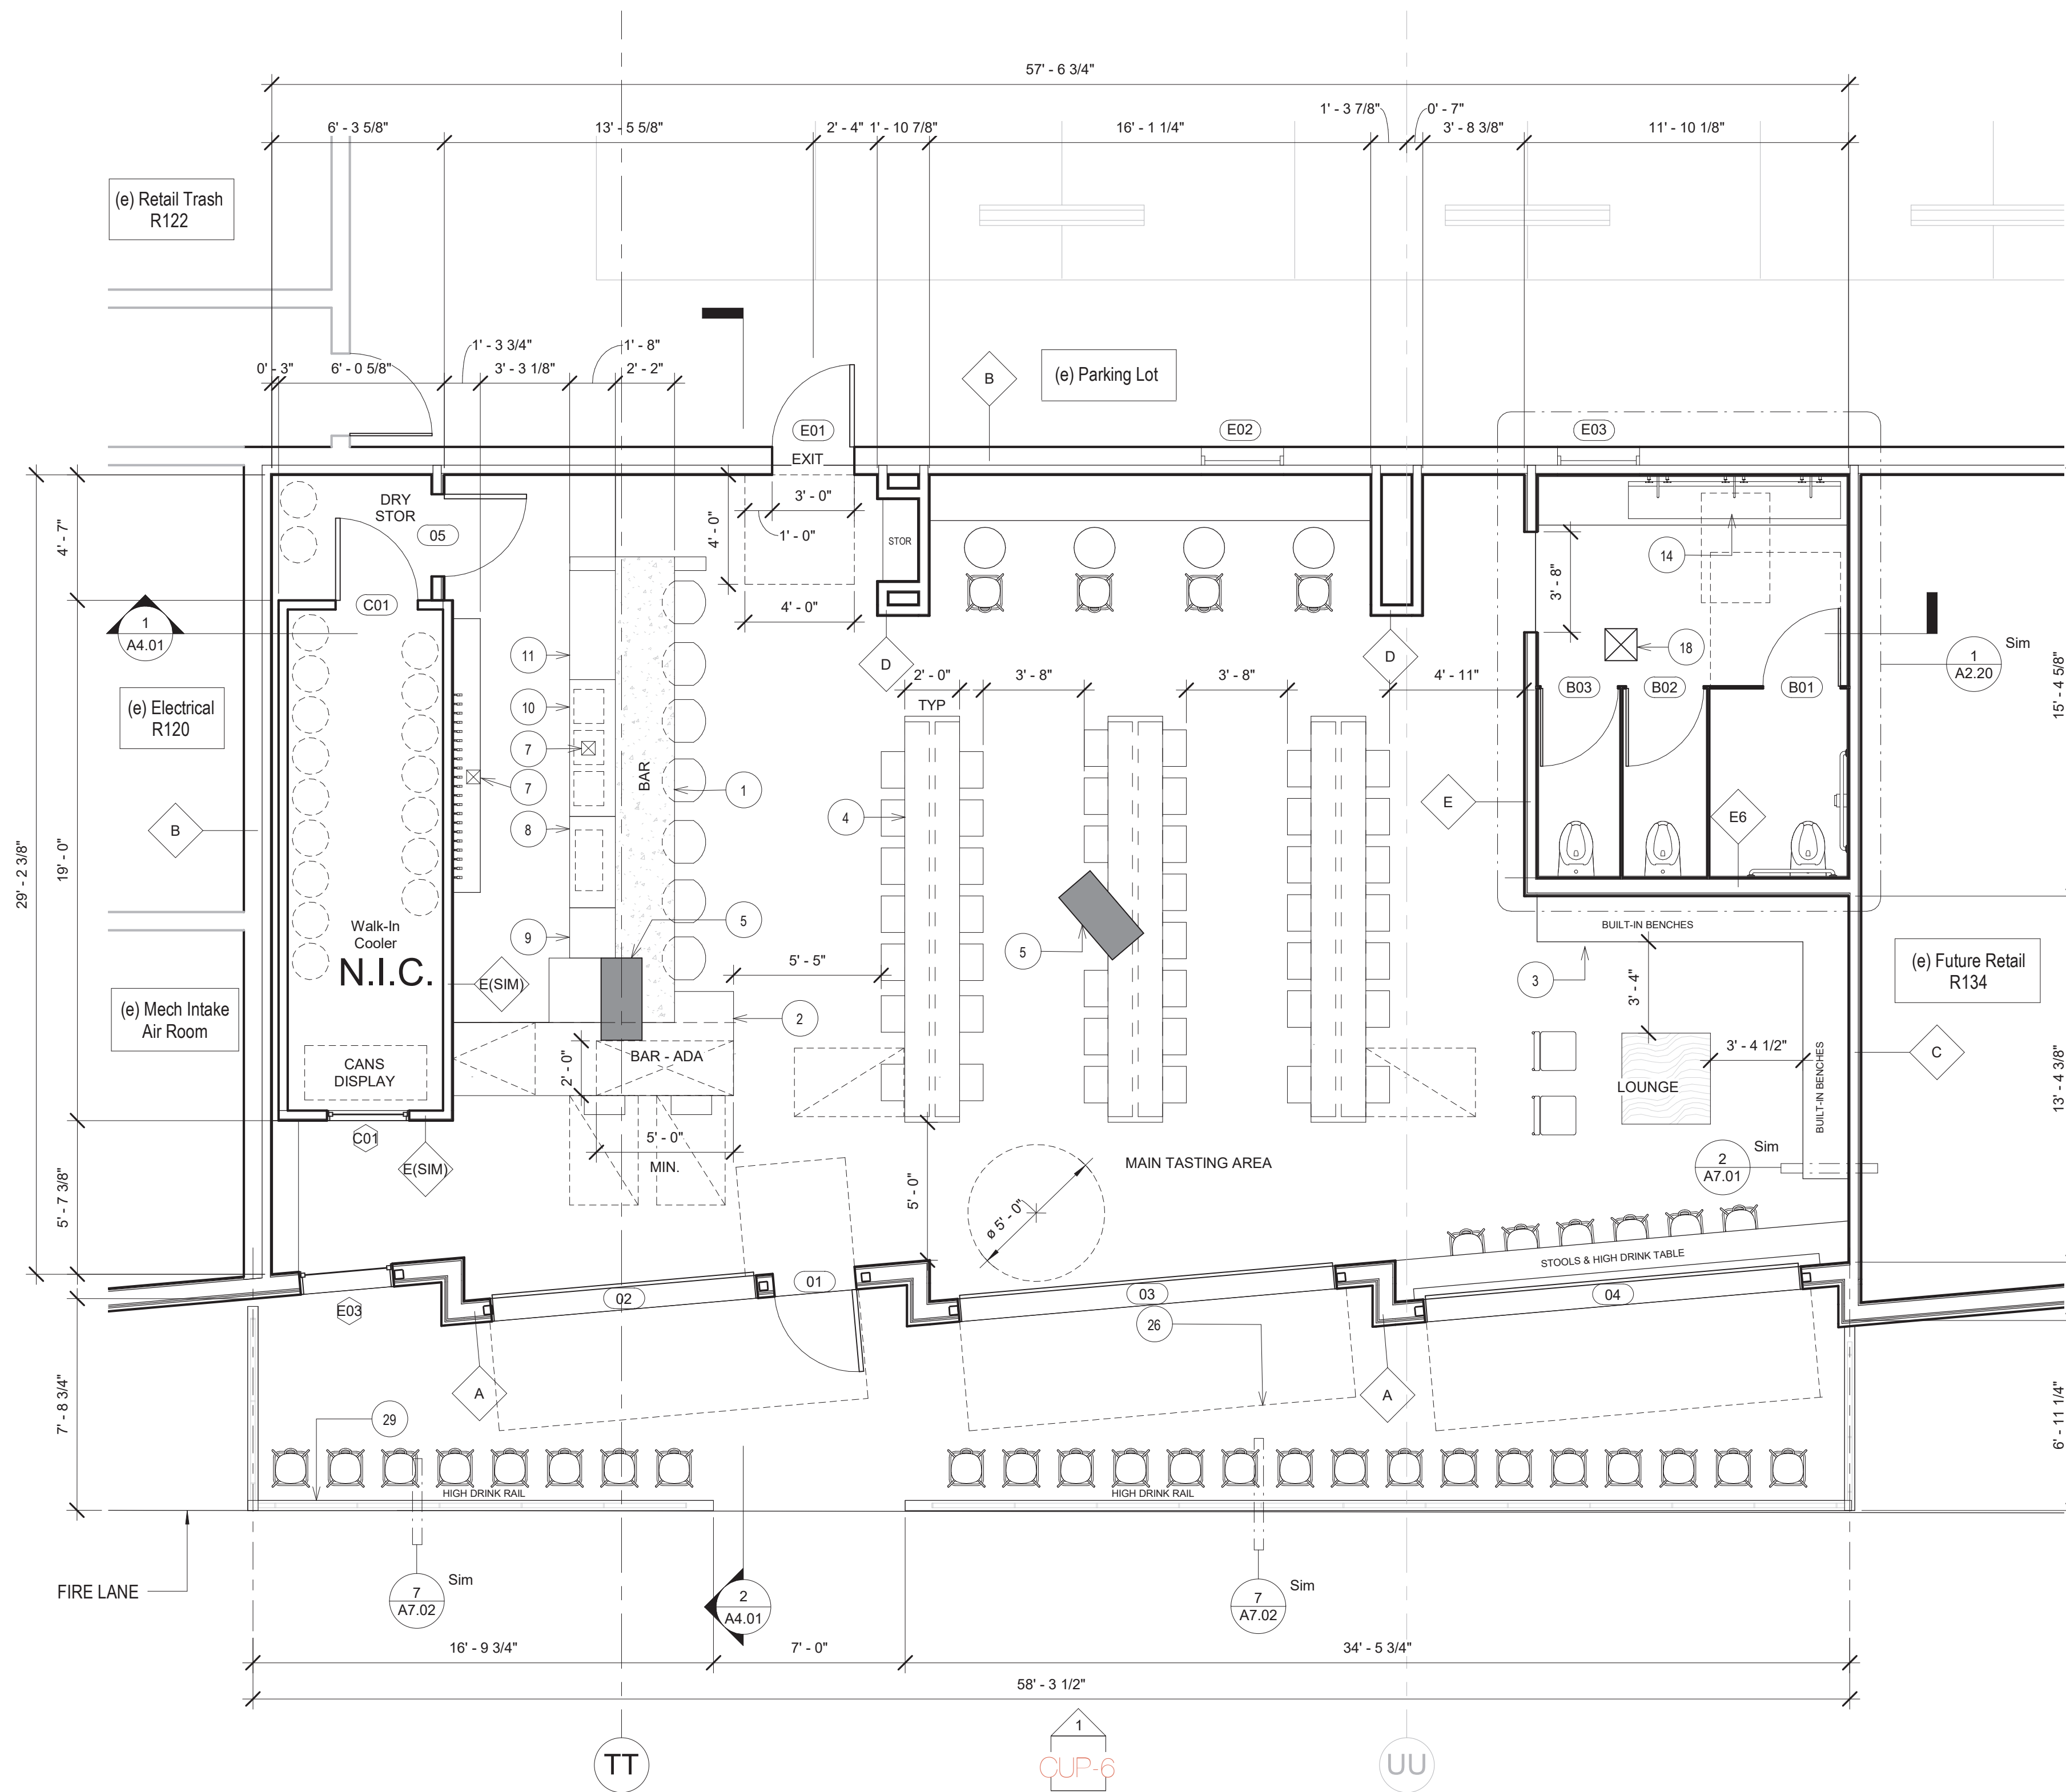 57' - 6 3/4"
6' - 3 5/8"
13' - 5 5/8"
2' - 4"
1' - 10 7/8"
16' - 1 1/4"
1' - 3 7/8"
0' - 7"
3' - 8 3/8"
11' - 10 1/8"
(e) Retail Trash
R122
1' - 3 3/4"
1' - 8"
0' - 3"
6' - 0 5/8"
3' - 3 1/8"
2' - 2"
B
(e) Parking Lot
E01
E02
E03
EXIT
DRY
STOR
05
3' - 0"
1' - 0"
4' - 0"
4' - 0"
STOR
14
3' - 8"
4' - 7"
C01
1
A4.01
11
D
D
18
1
A2.20
Sim
2' - 0"
TYP
3' - 8"
3' - 8"
4' - 11"
B03
B02
B01
15' - 4 5/8"
(e) Electrical
R120
10
7
7
BAR
1
4
8
E
E6
B
29' - 2 3/8"
19' - 0"
Walk-In
Cooler
N.I.C.
9
5
5
E(SIM)
5' - 5"
BUILT-IN BENCHES
3
3' - 4"
(e) Future Retail
R134
(e) Mech Intake
Air Room
2
BAR - ADA
2' - 0"
CANS
DISPLAY
3' - 4 1/2"
LOUNGE
BUILT-IN BENCHES
C
13' - 4 3/8"
C01
E(SIM)
5' - 0"
MIN.
MAIN TASTING AREA
2
A7.01
Sim
5' - 7 3/8"
5' - 0"
ø 5' - 0"
STOOLS & HIGH DRINK TABLE
01
02
03
04
E03
26
A
A
7' - 8 3/4"
29
6' - 11 1/4"
HIGH DRINK RAIL
HIGH DRINK RAIL
FIRE LANE
7
A7.02
Sim
2
A4.01
7
A7.02
Sim
16' - 9 3/4"
7' - 0"
34' - 5 3/4"
58' - 3 1/2"
TT
1
CUP-6
UU